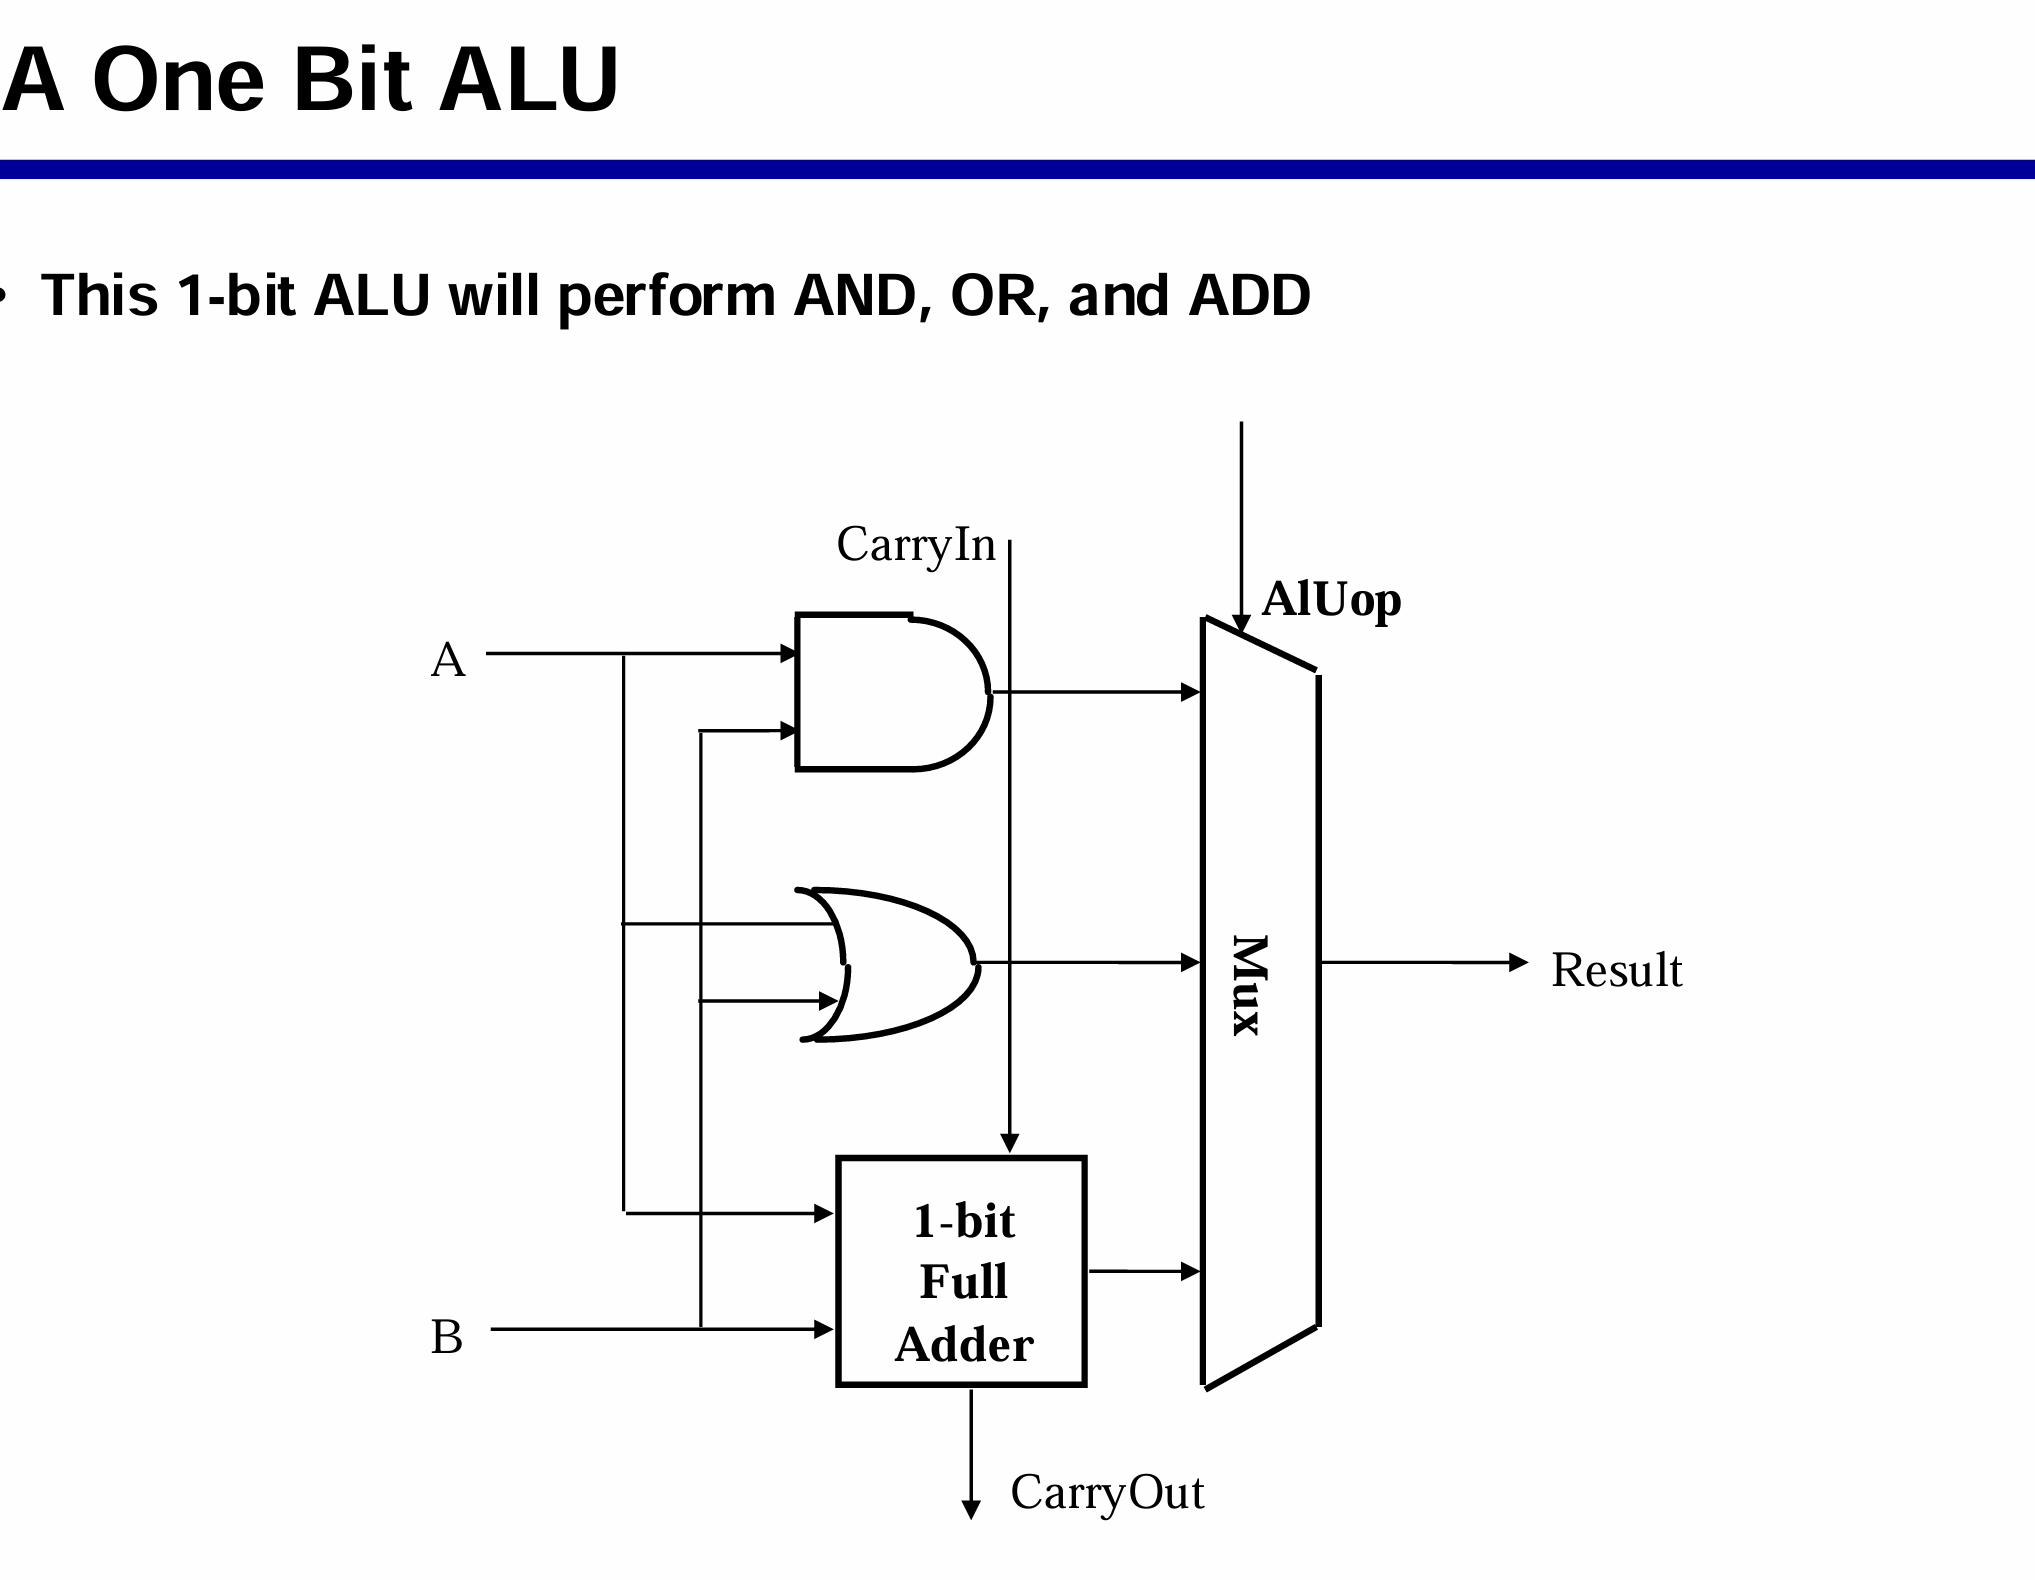 A One Bit ALU
• This 1-bit ALU will perform AND, OR, and ADD
CarryIn
AlUop
A
Mux
Result
1-bit
Full
Adder
B
CarryOut